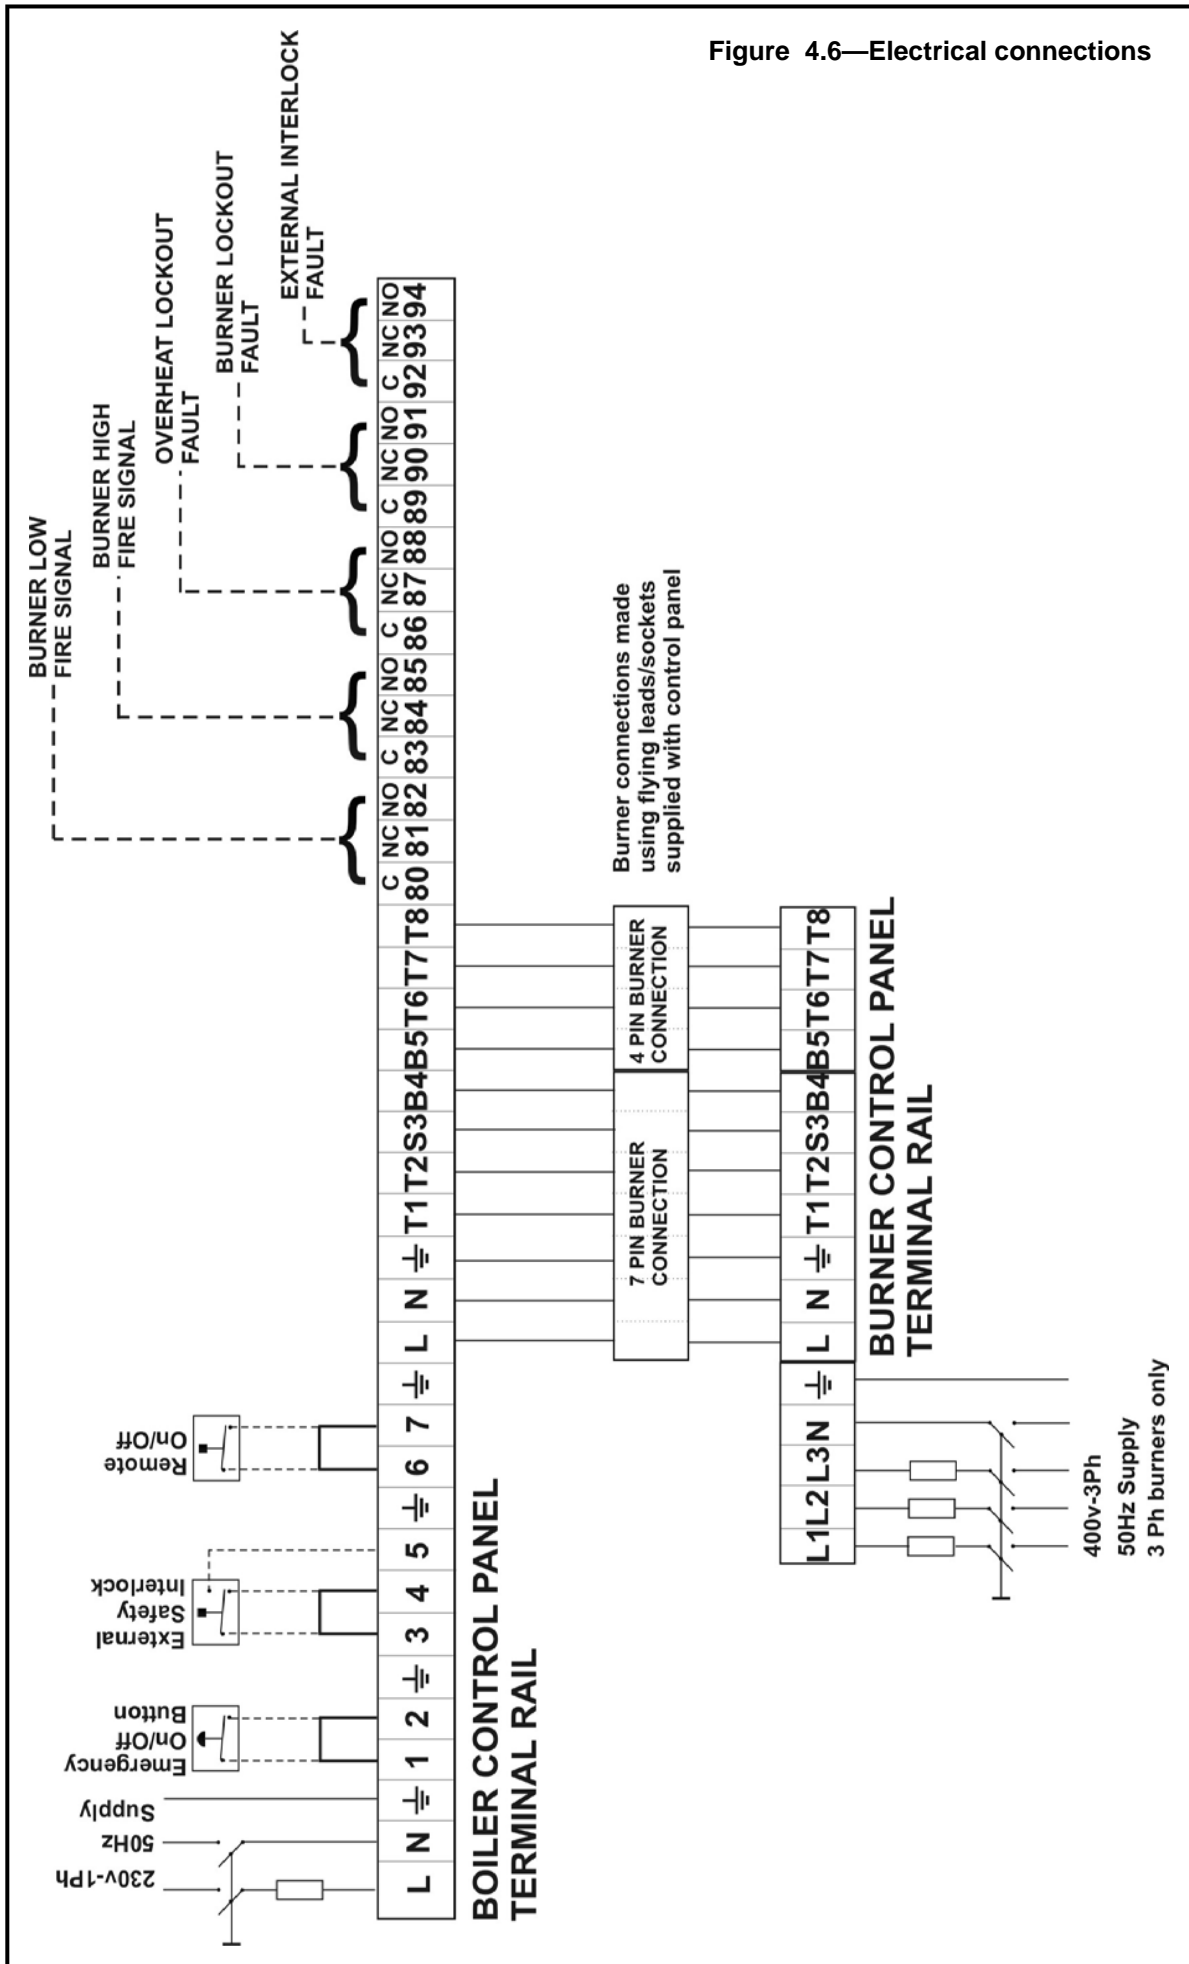 Figure 4.6—Electrical connections
BURNER LOW
FIRE SIGNAL
BURNER HIGH
FIRE SIGNAL
OVERHEAT LOCKOUT
FAULT
BURNER LOCKOUT
FAULT
EXTERNAL INTERLOCK
FAULT
230v-1Ph
50Hz
Supply
Emergency
On/Off
Button
External
Safety
Interlock
Remote
On/Off
C NC NO C NC NO C NC NO C NC NO C NC NO
L N 1 2 3 4 5 6 7 L N T1 T2 S3 B4 B5 T6 T7 T8 80 81 82 83 84 85 86 87 88 89 90 91 92 93 94
BOILER CONTROL PANEL
TERMINAL RAIL
7 PIN BURNER
CONNECTION
4 PIN BURNER
CONNECTION
Burner connections made
using flying leads/sockets
supplied with control panel
L1 L2 L3 N L N T1 T2 S3 B4 B5 T6 T7 T8
BURNER CONTROL PANEL
TERMINAL RAIL
400v-3Ph
50Hz Supply
3 Ph burners only